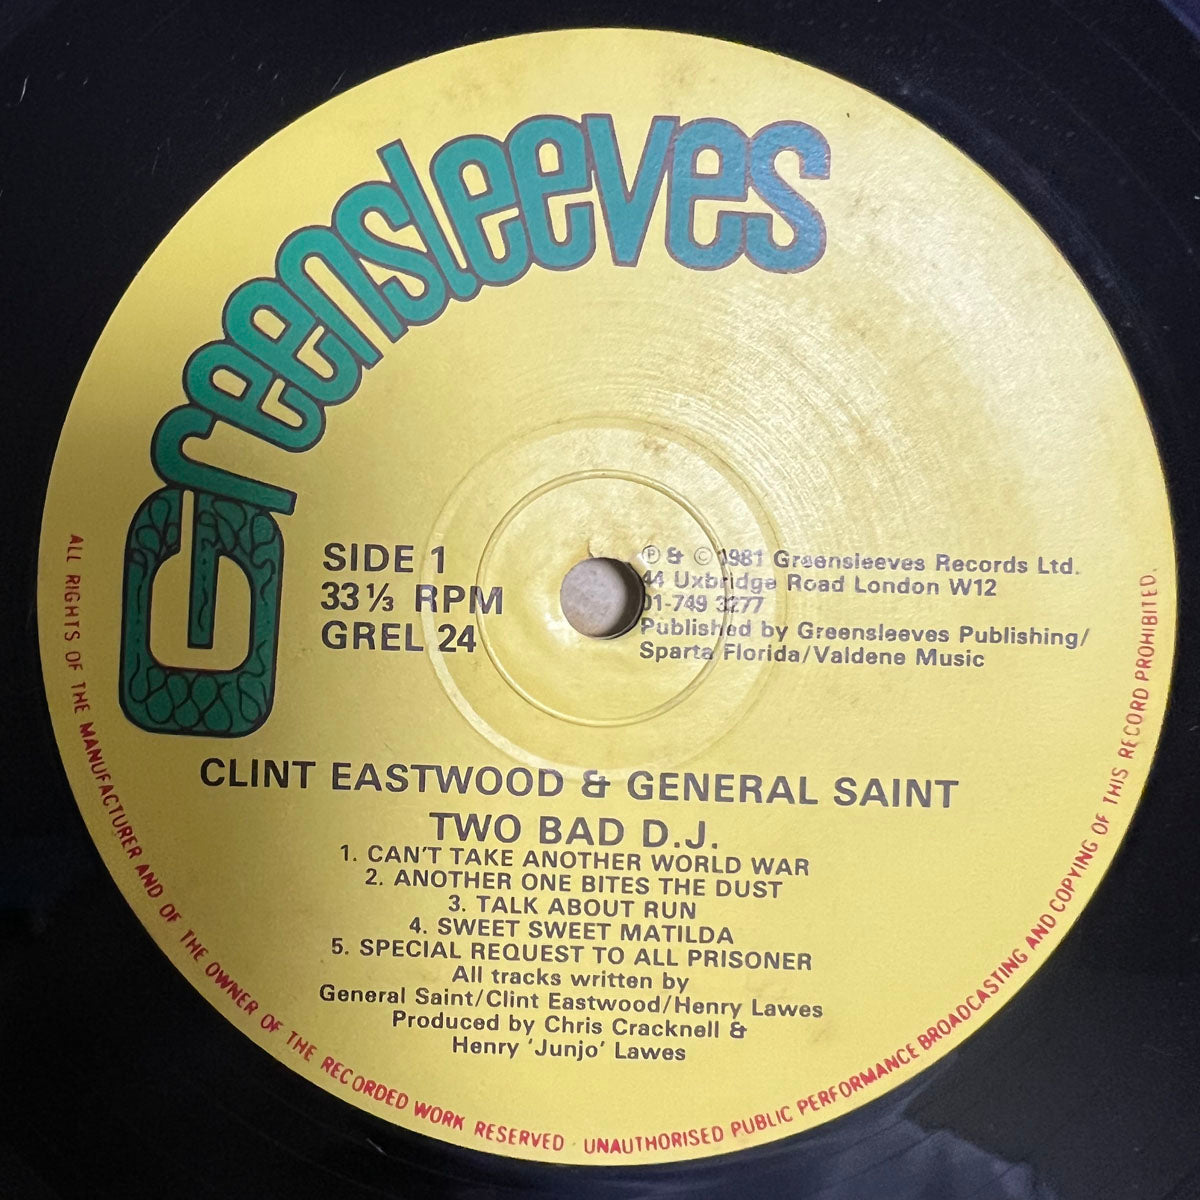 Greensleeves
SIDE 1
33 1/3 RPM
GREL 24
℗ & © 1981 Greensleeves Records Ltd.
44 Uxbridge Road London W12
01-749 3277
Published by Greensleeves Publishing/
Sparta Florida/Valdene Music
CLINT EASTWOOD & GENERAL SAINT
TWO BAD D.J.
1. CAN'T TAKE ANOTHER WORLD WAR
2. ANOTHER ONE BITES THE DUST
3. TALK ABOUT RUN
4. SWEET SWEET MATILDA
5. SPECIAL REQUEST TO ALL PRISONER
All tracks written by
General Saint/Clint Eastwood/Henry Lawes
Produced by Chris Cracknell &
Henry 'Junjo' Lawes
ALL RIGHTS OF THE MANUFACTURER AND OF THE OWNER OF THE RECORDED WORK RESERVED · UNAUTHORISED PUBLIC PERFORMANCE BROADCASTING AND COPYING OF THIS RECORD PROHIBITED.